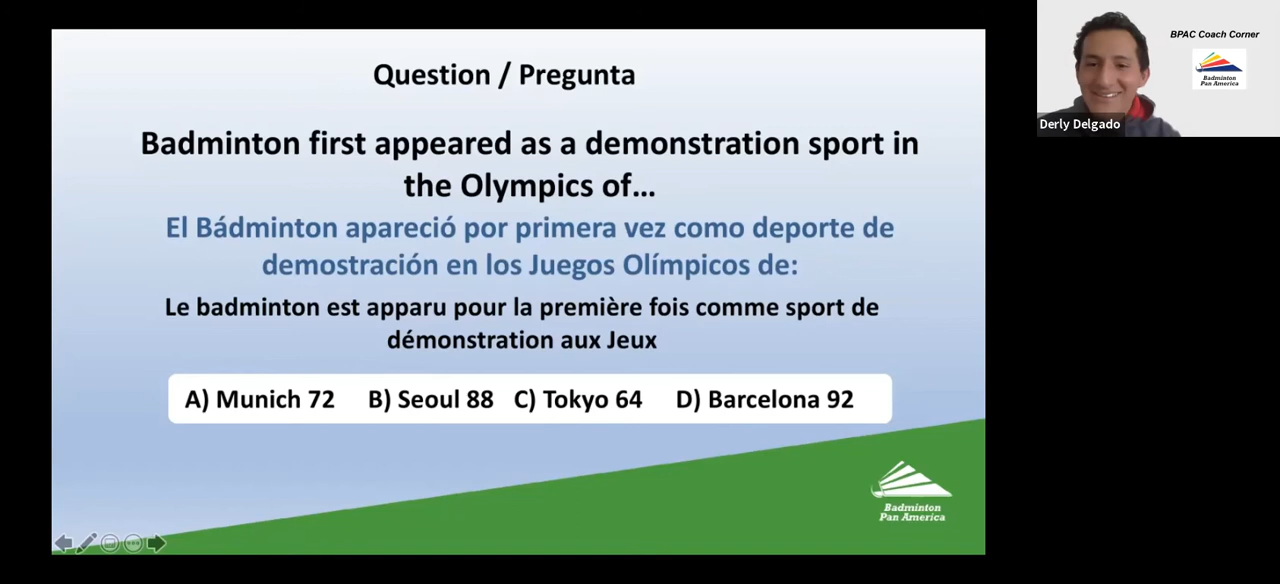 Question / Pregunta
Badminton first appeared as a demonstration sport in
the Olympics of...
El Bádminton apareció por primera vez como deporte de
demostración en los Juegos Olímpicos de:
Le badminton est apparu pour la première fois comme sport de
démonstration aux Jeux
A) Munich 72 B) Seoul 88 C) Tokyo 64 D) Barcelona 92
Badminton
Pan America
BPAC Coach Corner
Badminton
Pan America
Derly Delgado